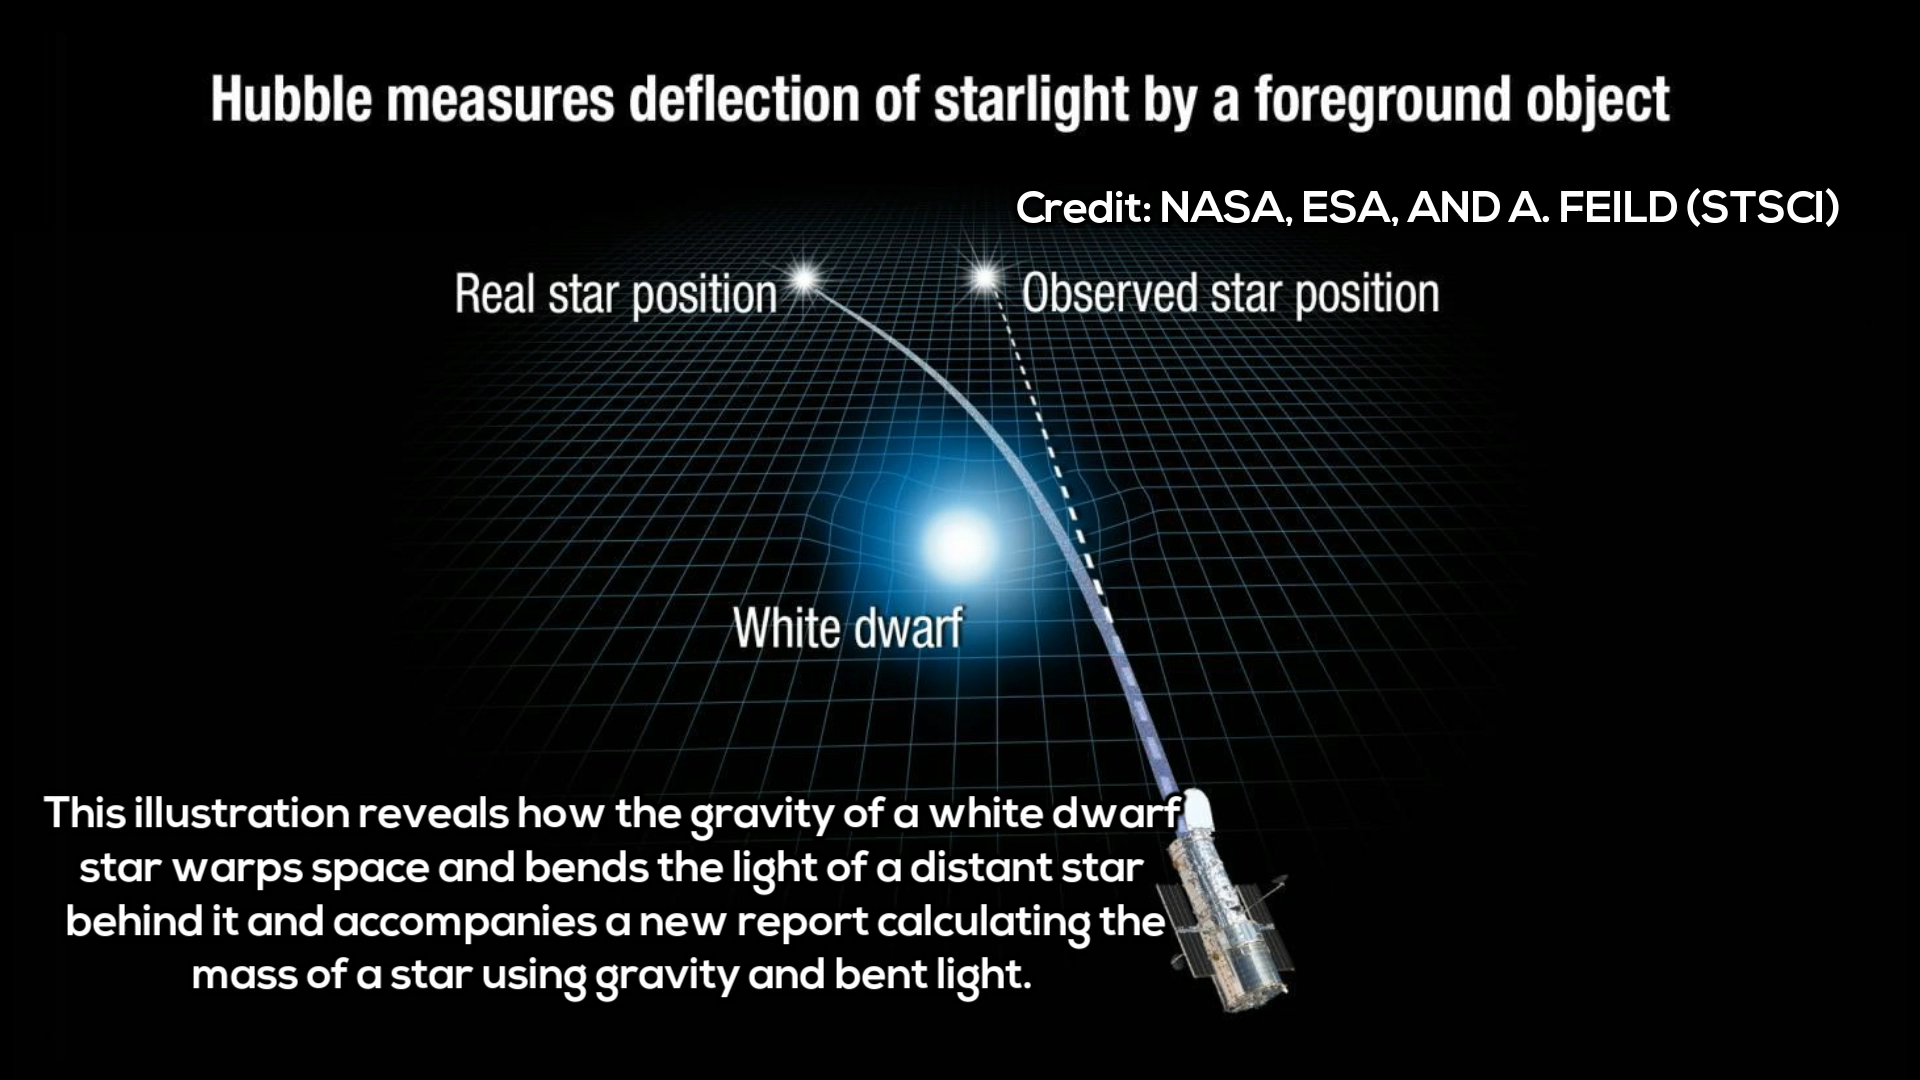 Hubble measures deflection of starlight by a foreground object
Credit: NASA, ESA, AND A. FEILD (STSCI)
Real star position
Observed star position
White dwarf
This illustration reveals how the gravity of a white dwarf
star warps space and bends the light of a distant star
behind it and accompanies a new report calculating the
mass of a star using gravity and bent light.